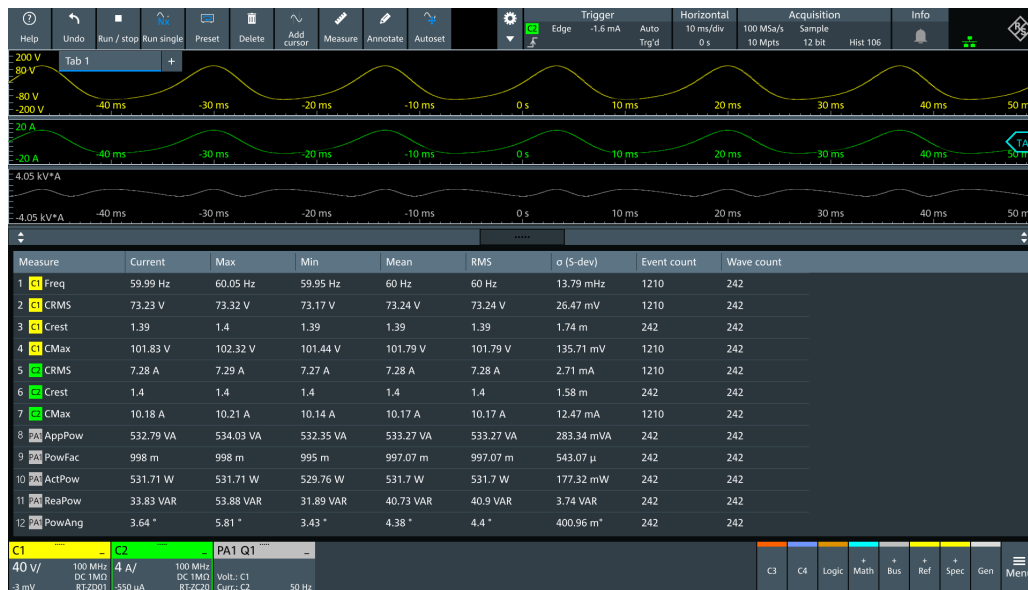 Trigger Horizontal Acquisition Info
C2 Edge -1.6 mA Auto 10 ms/div 100 MSa/s Sample
Help Undo Run / stop Run single Preset Delete Add cursor Measure Annotate Autoset Trg'd 0 s 10 Mpts 12 bit Hist 106
Nx
200 V Tab 1 +
80 V
-80 V
-200 V -40 ms -30 ms -20 ms -10 ms 0 s 10 ms 20 ms 30 ms 40 ms 50 m
20 A
TA
-20 A -40 ms -30 ms -20 ms -10 ms 0 s 10 ms 20 ms 30 ms 40 ms 50 m
4.05 kV*A
-4.05 kV*A -40 ms -30 ms -20 ms -10 ms 0 s 10 ms 20 ms 30 ms 40 ms 50 m
Measure Current Max Min Mean RMS σ (S-dev) Event count Wave count
1 C1 Freq 59.99 Hz 60.05 Hz 59.95 Hz 60 Hz 60 Hz 13.79 mHz 1210 242
2 C1 CRMS 73.23 V 73.32 V 73.17 V 73.24 V 73.24 V 26.47 mV 1210 242
3 C1 Crest 1.39 1.4 1.39 1.39 1.39 1.74 m 242 242
4 C1 CMax 101.83 V 102.32 V 101.44 V 101.79 V 101.79 V 135.71 mV 1210 242
5 C2 CRMS 7.28 A 7.29 A 7.27 A 7.28 A 7.28 A 2.71 mA 1210 242
6 C2 Crest 1.4 1.4 1.4 1.4 1.4 1.58 m 242 242
7 C2 CMax 10.18 A 10.21 A 10.14 A 10.17 A 10.17 A 12.47 mA 1210 242
8 PA1 AppPow 532.79 VA 534.03 VA 532.35 VA 533.27 VA 533.27 VA 283.34 mVA 242 242
9 PA1 PowFac 998 m 998 m 995 m 997.07 m 997.07 m 543.07 µ 242 242
10 PA1 ActPow 531.71 W 531.71 W 529.76 W 531.7 W 531.7 W 177.32 mW 242 242
11 PA1 ReaPow 33.83 VAR 53.88 VAR 31.89 VAR 40.73 VAR 40.9 VAR 3.74 VAR 242 242
12 PA1 PowAng 3.64 ° 5.81 ° 3.43 ° 4.38 ° 4.4 ° 400.96 m° 242 242
C1 C2 PA1 Q1
40 V/ 100 MHz 4 A/ 100 MHz
DC 1MΩ DC 1MΩ Volt.: C1 C3 C4 Logic + Math + Bus + Ref + Spec Gen Men
-3 mV RT-ZD01 -550 µA RT-ZC20 Curr.: C2 50 Hz